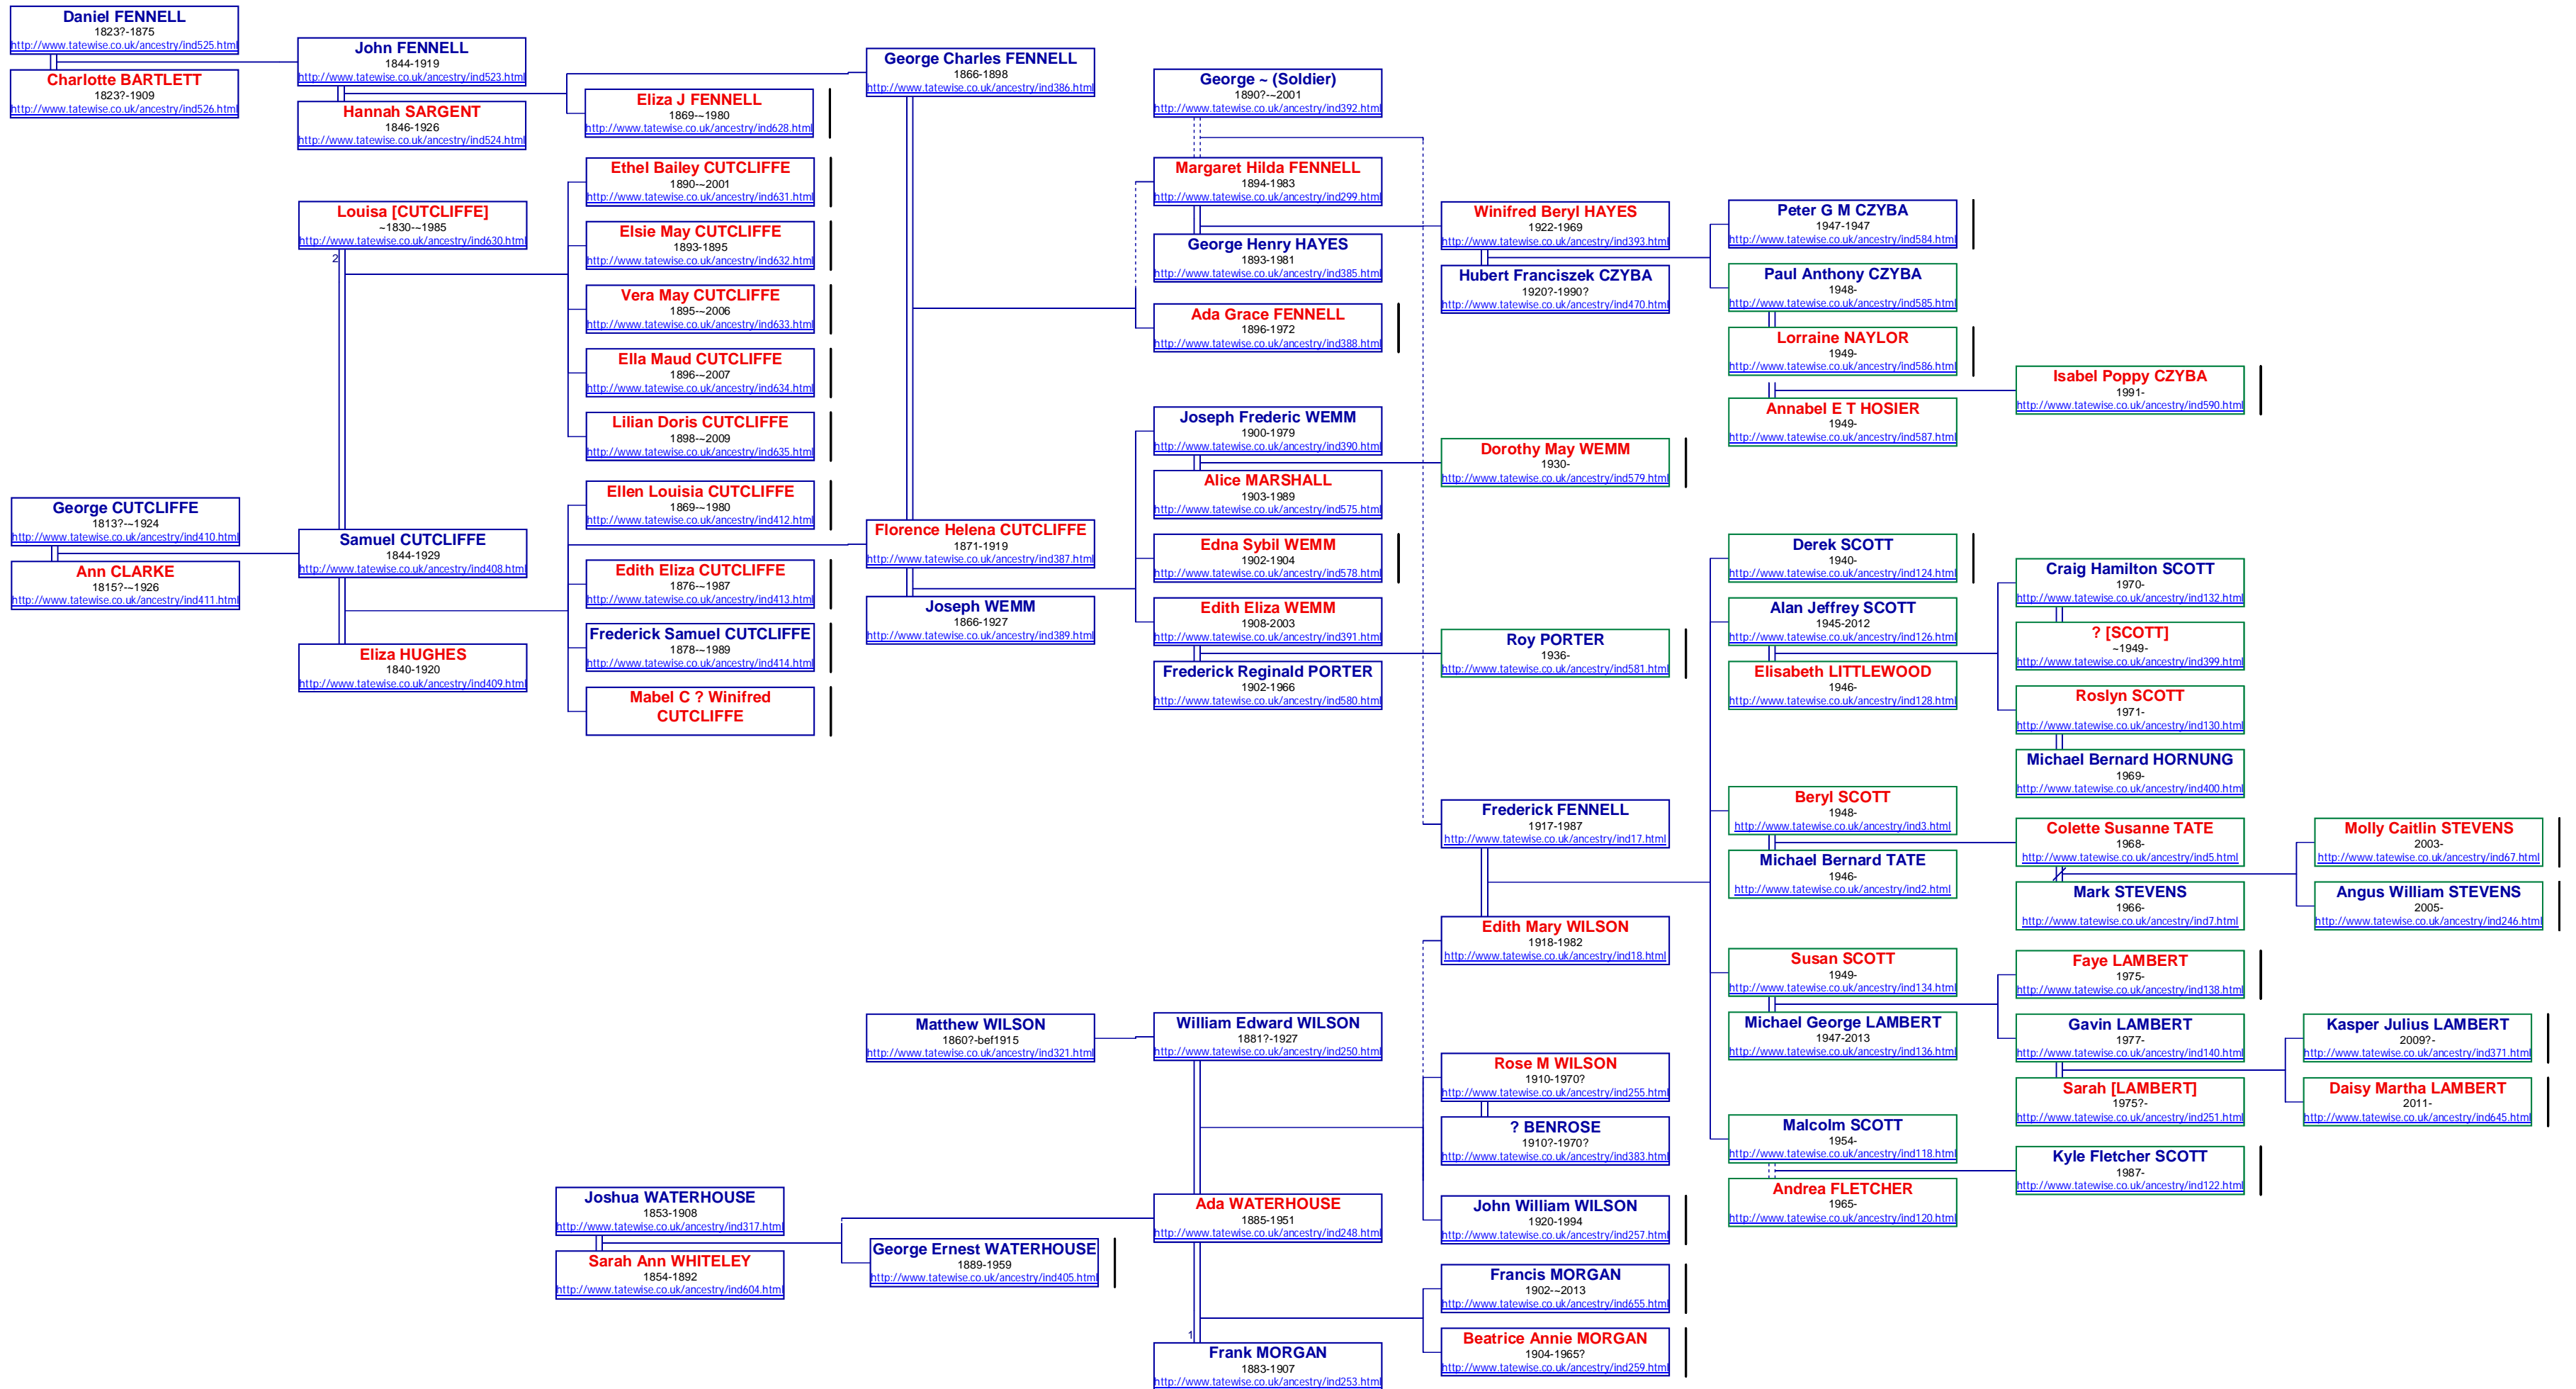 Daniel FENNELL
1823?-1875
http://www.tatewise.co.uk/ancestry/ind525.html
Charlotte BARTLETT
1823?-1909
http://www.tatewise.co.uk/ancestry/ind526.html
George CUTCLIFFE
1813?-~1924
http://www.tatewise.co.uk/ancestry/ind410.html
Ann CLARKE
1815?-~1926
http://www.tatewise.co.uk/ancestry/ind411.html
John FENNELL
1844-1919
http://www.tatewise.co.uk/ancestry/ind523.html
Hannah SARGENT
1846-1926
http://www.tatewise.co.uk/ancestry/ind524.html
Louisa [CUTCLIFFE]
~1830-~1985
http://www.tatewise.co.uk/ancestry/ind630.html
2
Samuel CUTCLIFFE
1844-1929
http://www.tatewise.co.uk/ancestry/ind408.html
Eliza HUGHES
1840-1920
http://www.tatewise.co.uk/ancestry/ind409.html
Eliza J FENNELL
1869-~1980
http://www.tatewise.co.uk/ancestry/ind628.html
Ethel Bailey CUTCLIFFE
1890-~2001
http://www.tatewise.co.uk/ancestry/ind631.html
Elsie May CUTCLIFFE
1893-1895
http://www.tatewise.co.uk/ancestry/ind632.html
Vera May CUTCLIFFE
1895-~2006
http://www.tatewise.co.uk/ancestry/ind633.html
Ella Maud CUTCLIFFE
1896-~2007
http://www.tatewise.co.uk/ancestry/ind634.html
Lilian Doris CUTCLIFFE
1898-~2009
http://www.tatewise.co.uk/ancestry/ind635.html
Ellen Louisia CUTCLIFFE
1869-~1980
http://www.tatewise.co.uk/ancestry/ind412.html
Edith Eliza CUTCLIFFE
1876-~1987
http://www.tatewise.co.uk/ancestry/ind413.html
Frederick Samuel CUTCLIFFE
1878-~1989
http://www.tatewise.co.uk/ancestry/ind414.html
Mabel C ? Winifred
CUTCLIFFE
Joshua WATERHOUSE
1853-1908
http://www.tatewise.co.uk/ancestry/ind317.html
Sarah Ann WHITELEY
1854-1892
http://www.tatewise.co.uk/ancestry/ind604.html
George Charles FENNELL
1866-1898
http://www.tatewise.co.uk/ancestry/ind386.html
Florence Helena CUTCLIFFE
1871-1919
http://www.tatewise.co.uk/ancestry/ind387.html
Joseph WEMM
1866-1927
http://www.tatewise.co.uk/ancestry/ind389.html
Matthew WILSON
1860?-bef1915
http://www.tatewise.co.uk/ancestry/ind321.html
George Ernest WATERHOUSE
1889-1959
http://www.tatewise.co.uk/ancestry/ind405.html
George ~ (Soldier)
1890?-~2001
http://www.tatewise.co.uk/ancestry/ind392.html
Margaret Hilda FENNELL
1894-1983
http://www.tatewise.co.uk/ancestry/ind299.html
George Henry HAYES
1893-1981
http://www.tatewise.co.uk/ancestry/ind385.html
Ada Grace FENNELL
1896-1972
http://www.tatewise.co.uk/ancestry/ind388.html
Joseph Frederic WEMM
1900-1979
http://www.tatewise.co.uk/ancestry/ind390.html
Alice MARSHALL
1903-1989
http://www.tatewise.co.uk/ancestry/ind575.html
Edna Sybil WEMM
1902-1904
http://www.tatewise.co.uk/ancestry/ind578.html
Edith Eliza WEMM
1908-2003
http://www.tatewise.co.uk/ancestry/ind391.html
Frederick Reginald PORTER
1902-1966
http://www.tatewise.co.uk/ancestry/ind580.html
William Edward WILSON
1881?-1927
http://www.tatewise.co.uk/ancestry/ind250.html
Ada WATERHOUSE
1885-1951
http://www.tatewise.co.uk/ancestry/ind248.html
1
Frank MORGAN
1883-1907
http://www.tatewise.co.uk/ancestry/ind253.html
Winifred Beryl HAYES
1922-1969
http://www.tatewise.co.uk/ancestry/ind393.html
Hubert Franciszek CZYBA
1920?-1990?
http://www.tatewise.co.uk/ancestry/ind470.html
Dorothy May WEMM
1930-
http://www.tatewise.co.uk/ancestry/ind579.html
Roy PORTER
1936-
http://www.tatewise.co.uk/ancestry/ind581.html
Frederick FENNELL
1917-1987
http://www.tatewise.co.uk/ancestry/ind17.html
Edith Mary WILSON
1918-1982
http://www.tatewise.co.uk/ancestry/ind18.html
Rose M WILSON
1910-1970?
http://www.tatewise.co.uk/ancestry/ind255.html
? BENROSE
1910?-1970?
http://www.tatewise.co.uk/ancestry/ind383.html
John William WILSON
1920-1994
http://www.tatewise.co.uk/ancestry/ind257.html
Francis MORGAN
1902-~2013
http://www.tatewise.co.uk/ancestry/ind655.html
Beatrice Annie MORGAN
1904-1965?
http://www.tatewise.co.uk/ancestry/ind259.html
Peter G M CZYBA
1947-1947
http://www.tatewise.co.uk/ancestry/ind584.html
Paul Anthony CZYBA
1948-
http://www.tatewise.co.uk/ancestry/ind585.html
Lorraine NAYLOR
1949-
http://www.tatewise.co.uk/ancestry/ind586.html
Annabel E T HOSIER
1949-
http://www.tatewise.co.uk/ancestry/ind587.html
Derek SCOTT
1940-
http://www.tatewise.co.uk/ancestry/ind124.html
Alan Jeffrey SCOTT
1945-2012
http://www.tatewise.co.uk/ancestry/ind126.html
Elisabeth LITTLEWOOD
1946-
http://www.tatewise.co.uk/ancestry/ind128.html
Beryl SCOTT
1948-
http://www.tatewise.co.uk/ancestry/ind3.html
Michael Bernard TATE
1946-
http://www.tatewise.co.uk/ancestry/ind2.html
Susan SCOTT
1949-
http://www.tatewise.co.uk/ancestry/ind134.html
Michael George LAMBERT
1947-2013
http://www.tatewise.co.uk/ancestry/ind136.html
Malcolm SCOTT
1954-
http://www.tatewise.co.uk/ancestry/ind118.html
Andrea FLETCHER
1965-
http://www.tatewise.co.uk/ancestry/ind120.html
Isabel Poppy CZYBA
1991-
http://www.tatewise.co.uk/ancestry/ind590.html
Craig Hamilton SCOTT
1970-
http://www.tatewise.co.uk/ancestry/ind132.html
? [SCOTT]
~1949-
http://www.tatewise.co.uk/ancestry/ind399.html
Roslyn SCOTT
1971-
http://www.tatewise.co.uk/ancestry/ind130.html
Michael Bernard HORNUNG
1969-
http://www.tatewise.co.uk/ancestry/ind400.html
Colette Susanne TATE
1968-
http://www.tatewise.co.uk/ancestry/ind5.html
Mark STEVENS
1966-
http://www.tatewise.co.uk/ancestry/ind7.html
Faye LAMBERT
1975-
http://www.tatewise.co.uk/ancestry/ind138.html
Gavin LAMBERT
1977-
http://www.tatewise.co.uk/ancestry/ind140.html
Sarah [LAMBERT]
1975?-
http://www.tatewise.co.uk/ancestry/ind251.html
Kyle Fletcher SCOTT
1987-
http://www.tatewise.co.uk/ancestry/ind122.html
Molly Caitlin STEVENS
2003-
http://www.tatewise.co.uk/ancestry/ind67.html
Angus William STEVENS
2005-
http://www.tatewise.co.uk/ancestry/ind246.html
Kasper Julius LAMBERT
2009?-
http://www.tatewise.co.uk/ancestry/ind371.html
Daisy Martha LAMBERT
2011-
http://www.tatewise.co.uk/ancestry/ind645.html